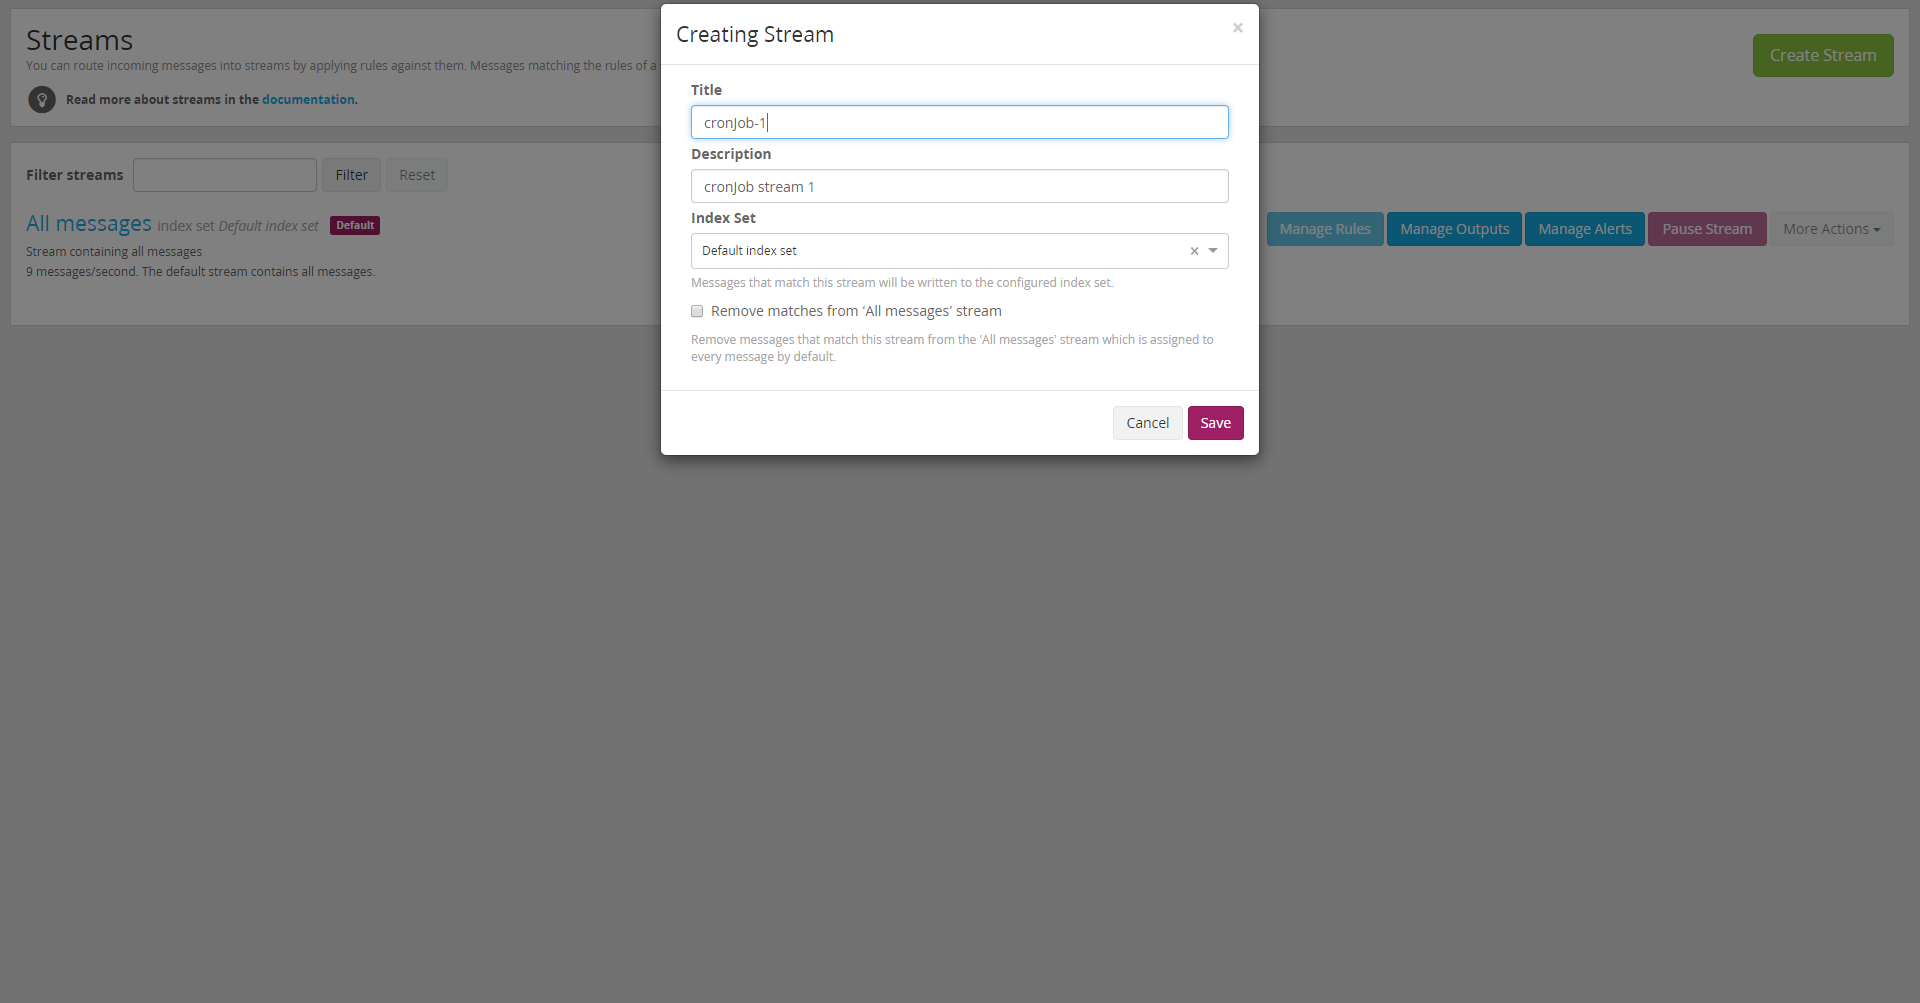 Streams
You can route incoming messages into streams by applying rules against them. Messages matching the rules of a
Read more about streams in the documentation.
Create Stream
Filter streams
Filter
Reset
All messages index set Default index set Default
Stream containing all messages
9 messages/second. The default stream contains all messages.
Manage Rules
Manage Outputs
Manage Alerts
Pause Stream
More Actions
Creating Stream
×
Title
cronJob-1
Description
cronJob stream 1
Index Set
Default index set
×
Messages that match this stream will be written to the configured index set.
Remove matches from ‘All messages’ stream
Remove messages that match this stream from the ‘All messages’ stream which is assigned to
every message by default.
Cancel
Save